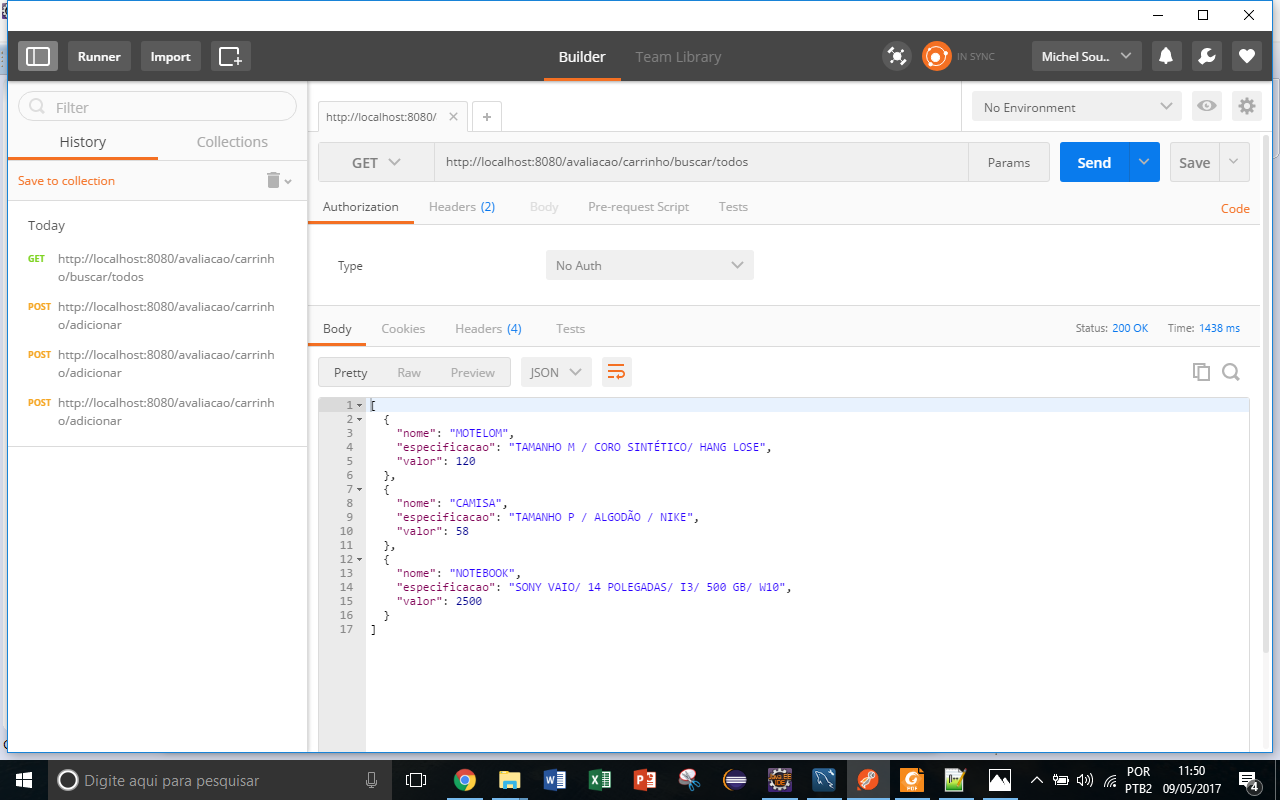 Runner
Import
Builder
Team Library
IN SYNC
Michel Sou..
Filter
History
Collections
Save to collection
Today
GET http://localhost:8080/avaliacao/carrinh
o/buscar/todos
POST http://localhost:8080/avaliacao/carrinh
o/adicionar
POST http://localhost:8080/avaliacao/carrinh
o/adicionar
POST http://localhost:8080/avaliacao/carrinh
o/adicionar
http://localhost:8080/
No Environment
GET http://localhost:8080/avaliacao/carrinho/buscar/todos Params Send Save
Authorization Headers (2) Body Pre-request Script Tests Code
Type No Auth
Body Cookies Headers (4) Tests Status: 200 OK Time: 1438 ms
Pretty Raw Preview JSON
1 [
2 {
3 "nome": "MOTELOM",
4 "especificacao": "TAMANHO M / CORO SINTÉTICO/ HANG LOSE",
5 "valor": 120
6 },
7 {
8 "nome": "CAMISA",
9 "especificacao": "TAMANHO P / ALGODÃO / NIKE",
10 "valor": 58
11 },
12 {
13 "nome": "NOTEBOOK",
14 "especificacao": "SONY VAIO/ 14 POLEGADAS/ I3/ 500 GB/ W10",
15 "valor": 2500
16 }
17 ]
Digite aqui para pesquisar
POR
PTB2
11:50
09/05/2017
4